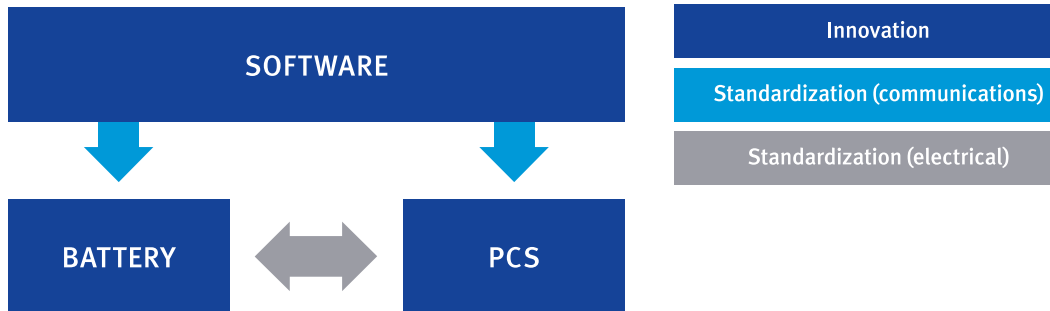 SOFTWARE
BATTERY
PCS
Innovation
Standardization (communications)
Standardization (electrical)